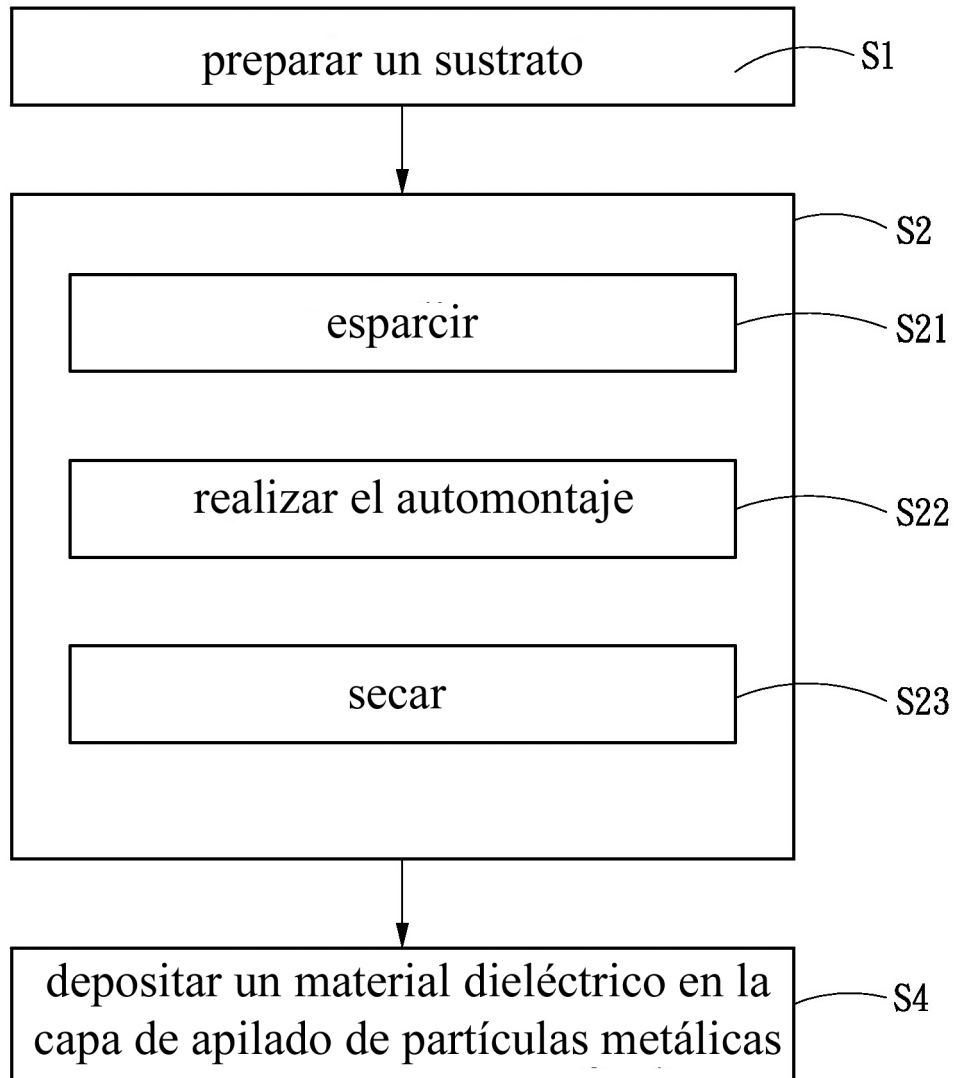 preparar un sustrato
S1
S2
esparcir
S21
realizar el automontaje
S22
secar
S23
depositar un material dieléctrico en la
capa de apilado de partículas metálicas
S4